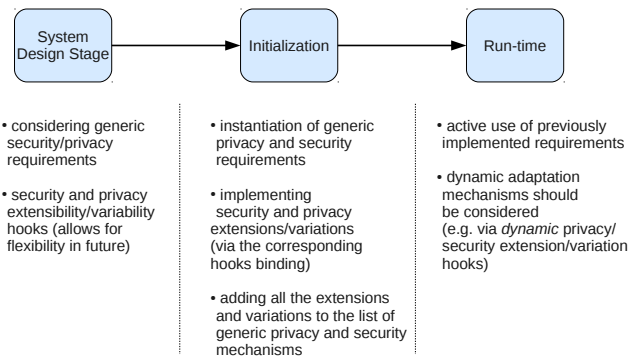 System
Design Stage
Initialization
Run-time
• considering generic
security/privacy
requirements
• security and privacy
extensibility/variability
hooks (allows for
flexibility in future)
• instantiation of generic
privacy and security
requirements
• implementing
security and privacy
extensions/variations
(via the corresponding
hooks binding)
• adding all the extensions
and variations to the list of
generic privacy and security
mechanisms
• active use of previously
implemented requirements
• dynamic adaptation
mechanisms should
be considered
(e.g. via dynamic privacy/
security extension/variation
hooks)